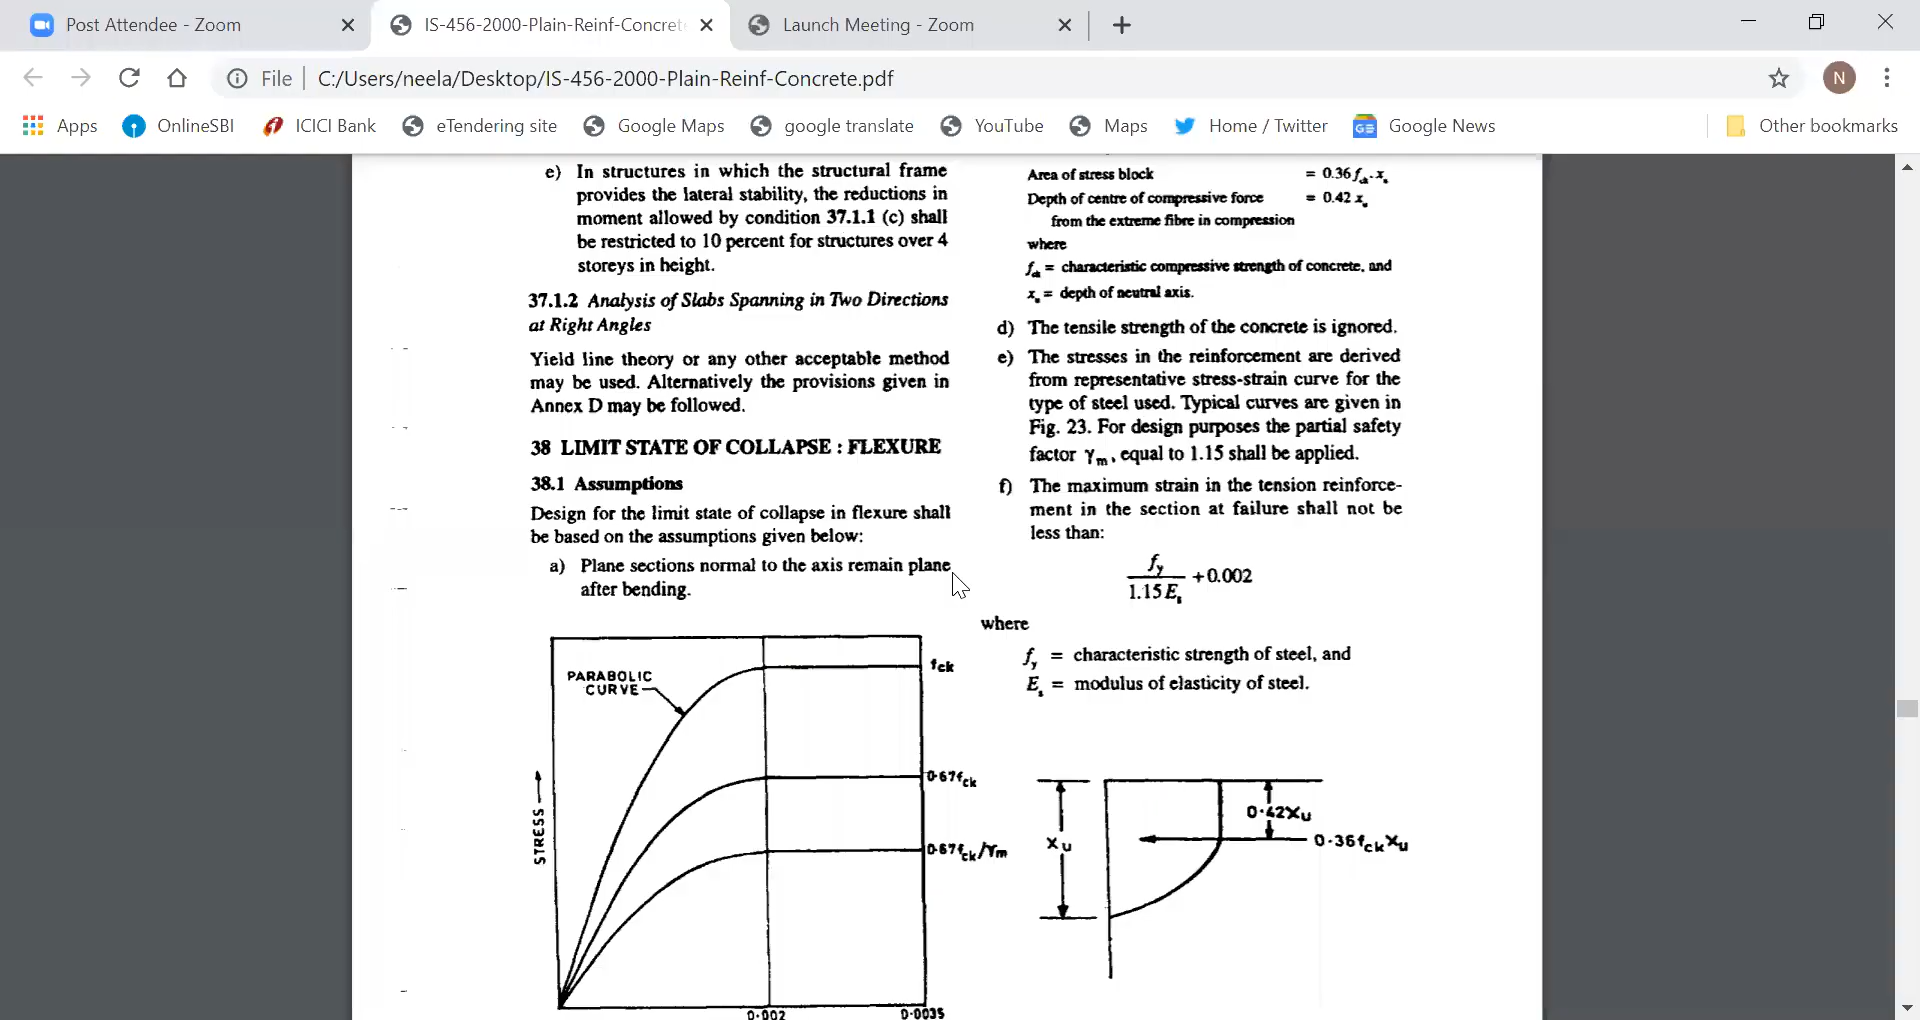 Post Attendee - Zoom
IS-456-2000-Plain-Reinf-Concrete
Launch Meeting - Zoom
File
C:/Users/neela/Desktop/IS-456-2000-Plain-Reinf-Concrete.pdf
N
Apps
OnlineSBI
ICICI Bank
eTendering site
Google Maps
google translate
YouTube
Maps
Home / Twitter
Google News
Other bookmarks
e) In structures in which the structural frame
provides the lateral stability, the reductions in
moment allowed by condition 37.1.1 (c) shall
be restricted to 10 percent for structures over 4
storeys in height.
37.1.2 Analysis of Slabs Spanning in Two Directions
at Right Angles
Yield line theory or any other acceptable method
may be used. Alternatively the provisions given in
Annex D may be followed.
38 LIMIT STATE OF COLLAPSE : FLEXURE
38.1 Assumptions
Design for the limit state of collapse in flexure shall
be based on the assumptions given below:
a) Plane sections normal to the axis remain plane
after bending.
PARABOLIC
CURVE
fck
0.67fck
0.67fck/γm
STRESS
0.002
0.0035
Area of stress block = 0.36 fck.xu
Depth of centre of compressive force = 0.42 xu
from the extreme fibre in compression
where
fck = characteristic compressive strength of concrete, and
xu = depth of neutral axis.
d) The tensile strength of the concrete is ignored.
e) The stresses in the reinforcement are derived
from representative stress-strain curve for the
type of steel used. Typical curves are given in
Fig. 23. For design purposes the partial safety
factor γm, equal to 1.15 shall be applied.
f) The maximum strain in the tension reinforce-
ment in the section at failure shall not be
less than:
fy
+0.002
1.15 Es
where
fy = characteristic strength of steel, and
Es = modulus of elasticity of steel.
0.42Xu
Xu
0.36fckXu